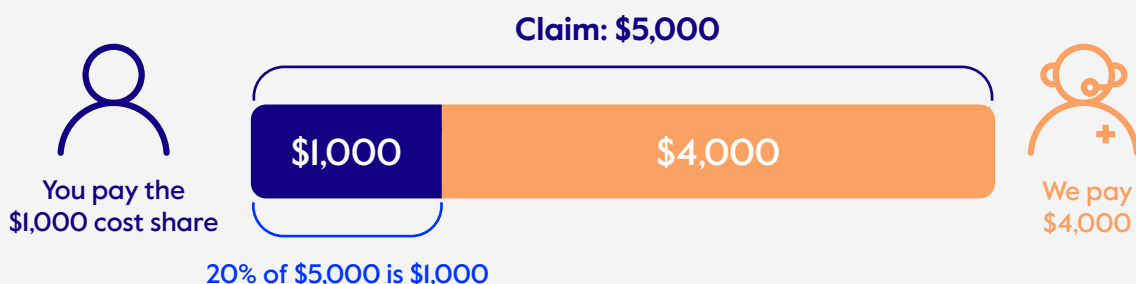 Claim: $5,000
$1,000
$4,000
You pay the
$1,000 cost share
We pay
$4,000
20% of $5,000 is $1,000